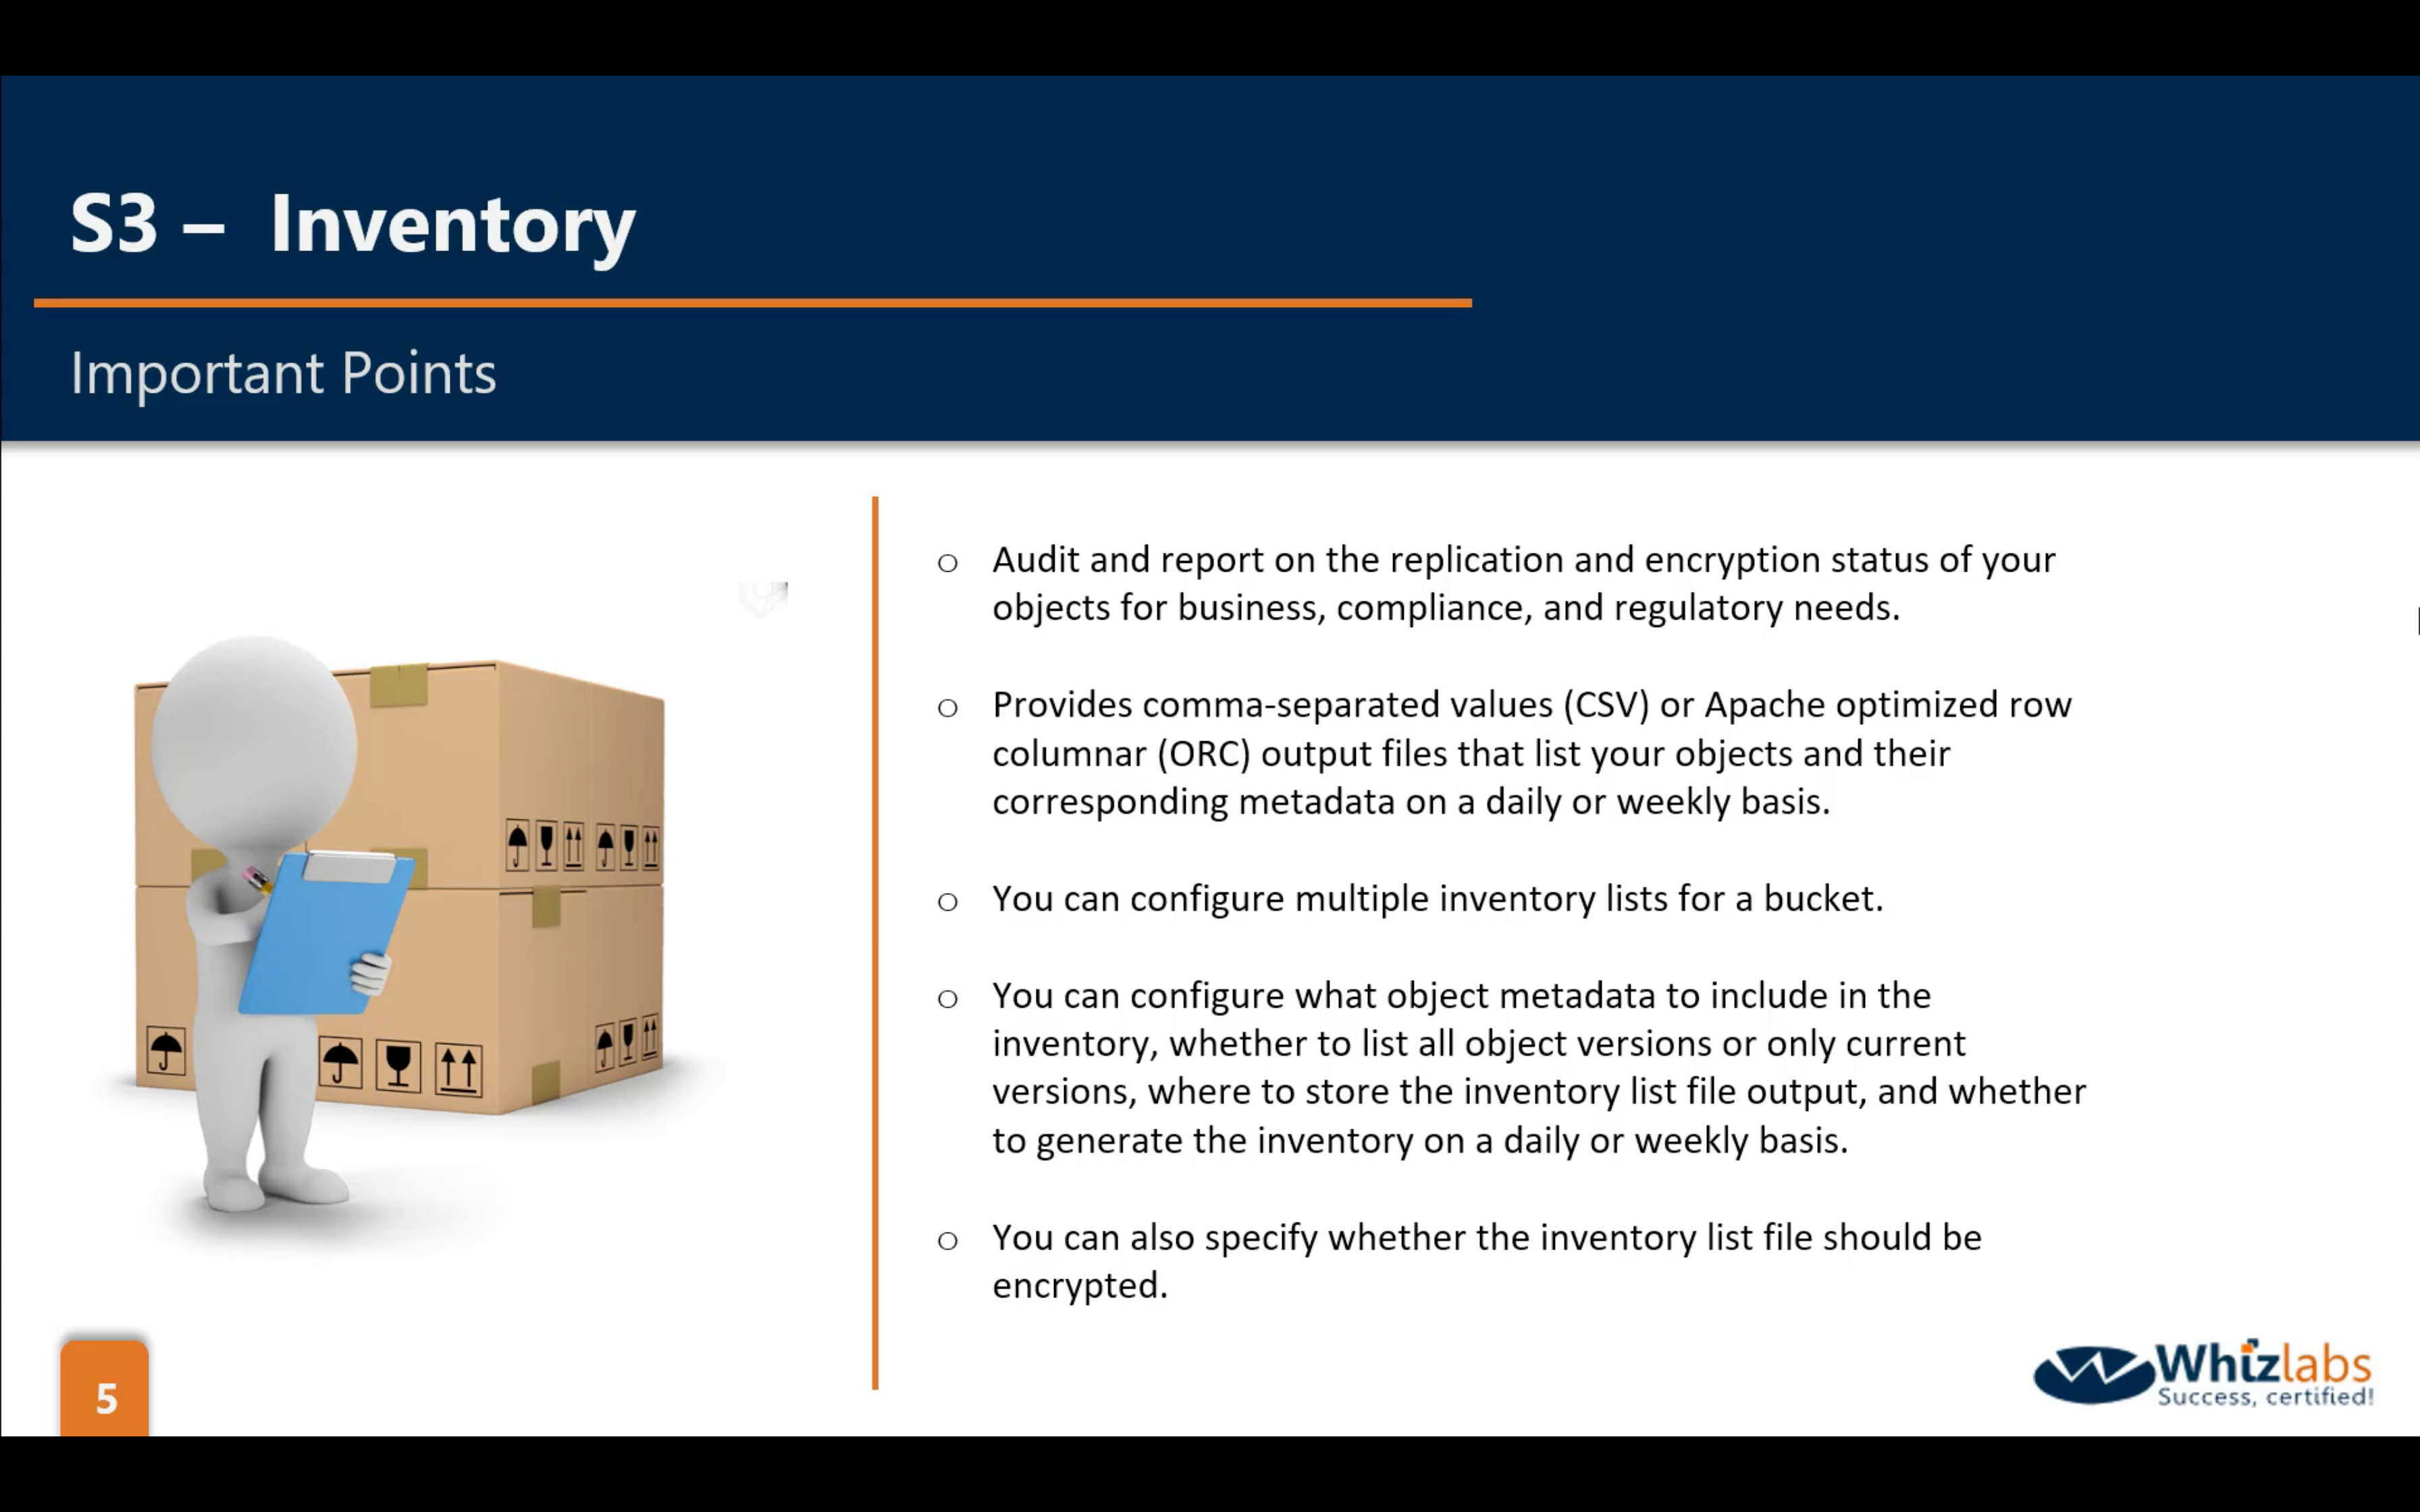 S3 – Inventory
Important Points
o Audit and report on the replication and encryption status of your
objects for business, compliance, and regulatory needs.
o Provides comma-separated values (CSV) or Apache optimized row
columnar (ORC) output files that list your objects and their
corresponding metadata on a daily or weekly basis.
o You can configure multiple inventory lists for a bucket.
o You can configure what object metadata to include in the
inventory, whether to list all object versions or only current
versions, where to store the inventory list file output, and whether
to generate the inventory on a daily or weekly basis.
o You can also specify whether the inventory list file should be
encrypted.
5
Whizlabs
Success, certified!